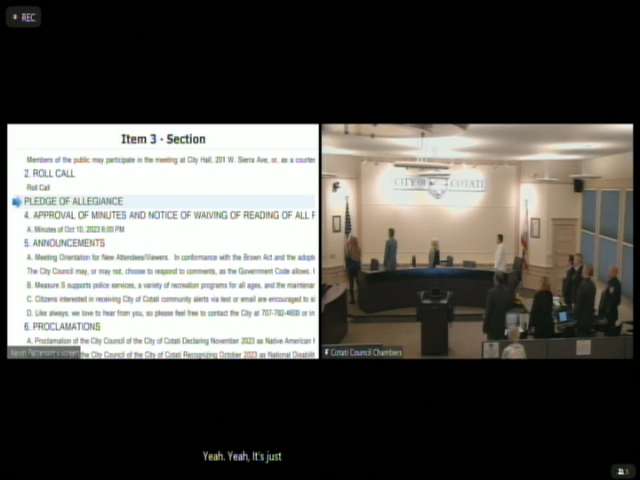 REC
Item 3 - Section
Members of the public may participate in the meeting at City Hall, 201 W. Sierra Ave, or, as a courtes
2. ROLL CALL
Roll Call
PLEDGE OF ALLEGIANCE
4. APPROVAL OF MINUTES AND NOTICE OF WAIVING OF READING OF ALL
A. Minutes of Oct 10, 2023 6:00 PM
5. ANNOUNCEMENTS
A. Meeting Orientation for New Attendees/Viewers. In conformance with the Brown Act and the adopt
The City Council may, or may not, choose to respond to comments, as the Government Code allows.
B. Measure S supports police services, a variety of recreation programs for all ages, and the maintenan
C. Citizens interested in receiving City of Cotati community alerts via text or email are encouraged to
D. Like always, we love to hear from you, so please feel free to contact the City at 707-792-4600 or
6. PROCLAMATIONS
A. Proclamation of the City Council of the City of Cotati Declaring November 2023 as Native American
the City Council of the City of Cotati Recognizing October 2023 as National Disabilit
CITY OF COTATI
Cotati Council Chambers
Yeah. Yeah, It's just